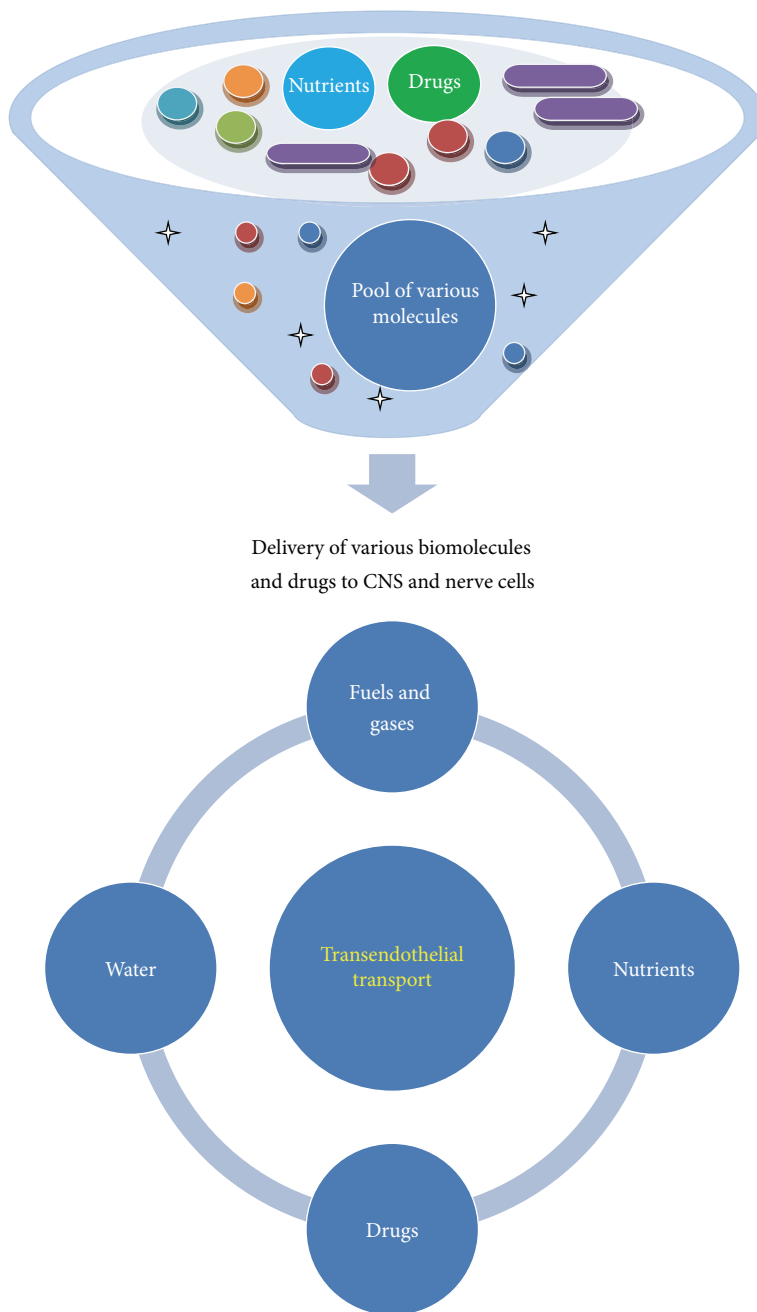 Nutrients
Drugs
Pool of various
molecules
Delivery of various biomolecules
and drugs to CNS and nerve cells
Fuels and
gases
Water
Transendothelial
transport
Nutrients
Drugs